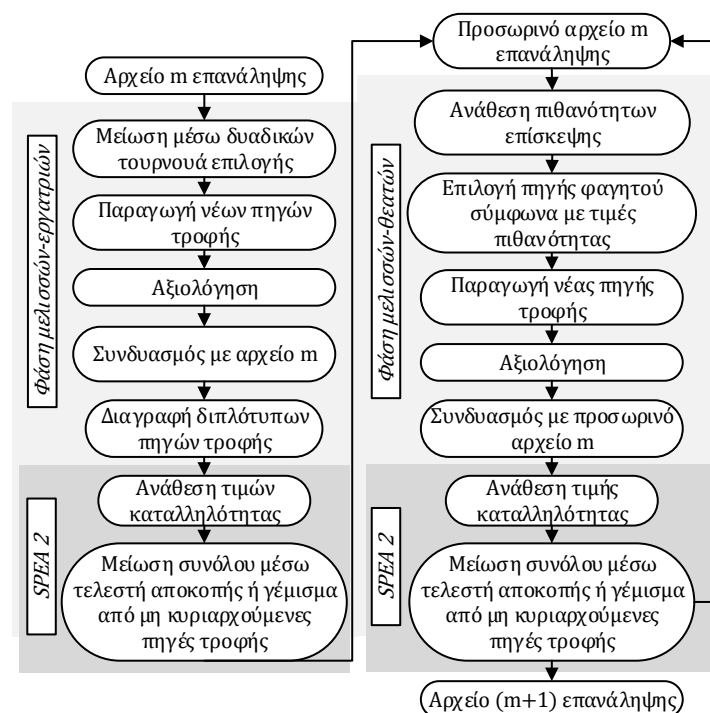 Αρχείο m επανάληψης
Φάση μελισσών-εργατριών
Μείωση μέσω δυαδικών
τουρνουά επιλογής
Παραγωγή νέων πηγών
τροφής
Αξιολόγηση
Συνδυασμός με αρχείο m
Διαγραφή διπλότυπων
πηγών τροφής
SPEA 2
Ανάθεση τιμών
καταλληλότητας
Μείωση συνόλου μέσω
τελεστή αποκοπής ή γέμισμα
από μη κυριαρχούμενες
πηγές τροφής
Προσωρινό αρχείο m
επανάληψης
Φάση μελισσών-θεατών
Ανάθεση πιθανότητων
επίσκεψης
Επιλογή πηγής φαγητού
σύμφωνα με τιμές
πιθανότητας
Παραγωγή νέας πηγής
τροφής
Αξιολόγηση
Συνδυασμός με προσωρινό
αρχείο m
SPEA 2
Ανάθεση τιμής
καταλληλότητας
Μείωση συνόλου μέσω
τελεστή αποκοπής ή γέμισμα
από μη κυριαρχούμενες
πηγές τροφής
Αρχείο (m+1) επανάληψης